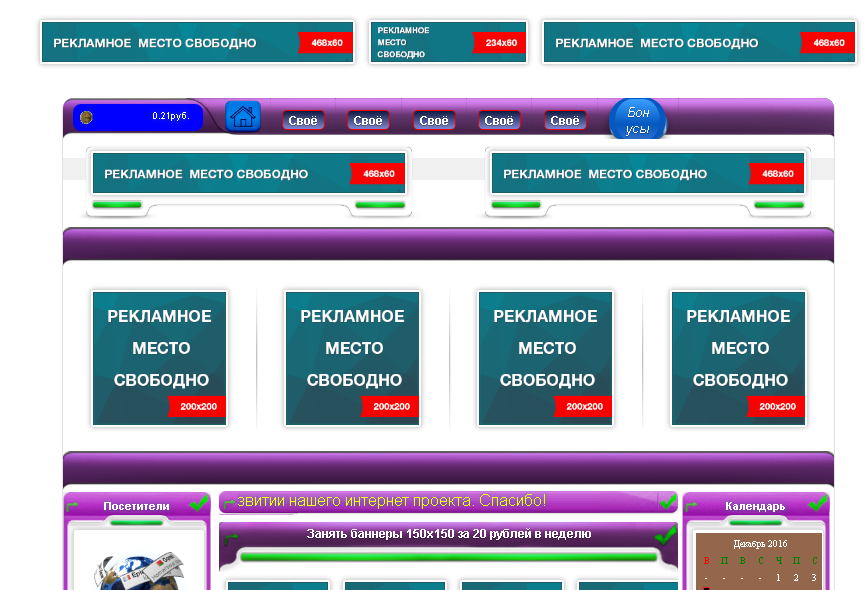 РЕКЛАМНОЕ МЕСТО СВОБОДНО 468x60
РЕКЛАМНОЕ
МЕСТО
СВОБОДНО
234x60
РЕКЛАМНОЕ МЕСТО СВОБОДНО 468x60
0.21руб.
Своё Своё Своё Своё Своё
Бон
усы
РЕКЛАМНОЕ МЕСТО СВОБОДНО 468x60
РЕКЛАМНОЕ МЕСТО СВОБОДНО 468x60
РЕКЛАМНОЕ
МЕСТО
СВОБОДНО
200x200
РЕКЛАМНОЕ
МЕСТО
СВОБОДНО
200x200
РЕКЛАМНОЕ
МЕСТО
СВОБОДНО
200x200
РЕКЛАМНОЕ
МЕСТО
СВОБОДНО
200x200
Посетители
звитии нашего интернет проекта. Спасибо!
Занять баннеры 150х150 за 20 рублей в неделю
Календарь
Декабрь 2016
В П В С Ч П С
- - - - 1 2 3